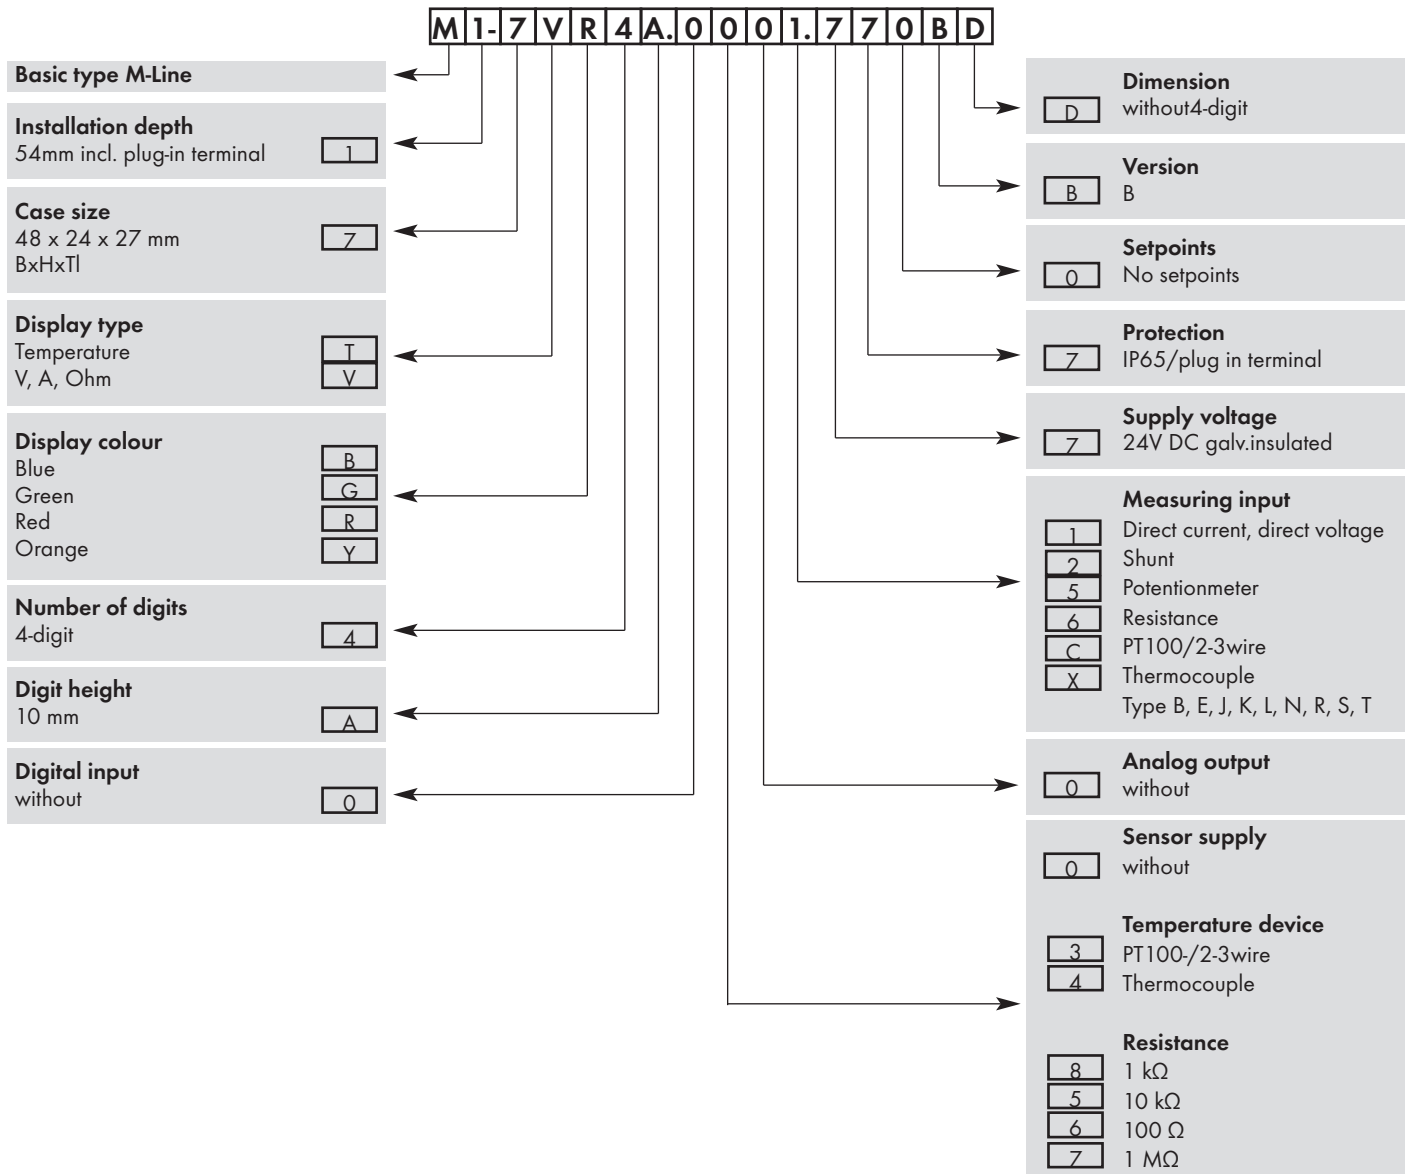 M1-7VR4A.0001.770BD
Basic type M-Line
Installation depth
54mm incl. plug-in terminal 1
Case size
48 x 24 x 27 mm 7
BxHxTl
Display type
Temperature T
V, A, Ohm V
Display colour
Blue B
Green G
Red R
Orange Y
Number of digits
4-digit 4
Digit height
10 mm A
Digital input
without 0
Dimension
D without4-digit
Version
B B
Setpoints
0 No setpoints
Protection
7 IP65/plug in terminal
Supply voltage
7 24V DC galv.insulated
Measuring input
1 Direct current, direct voltage
2 Shunt
5 Potentionmeter
6 Resistance
C PT100/2-3wire
X Thermocouple
Type B, E, J, K, L, N, R, S, T
Analog output
0 without
Sensor supply
0 without
Temperature device
3 PT100-/2-3wire
4 Thermocouple
Resistance
8 1 kΩ
5 10 kΩ
6 100 Ω
7 1 MΩ